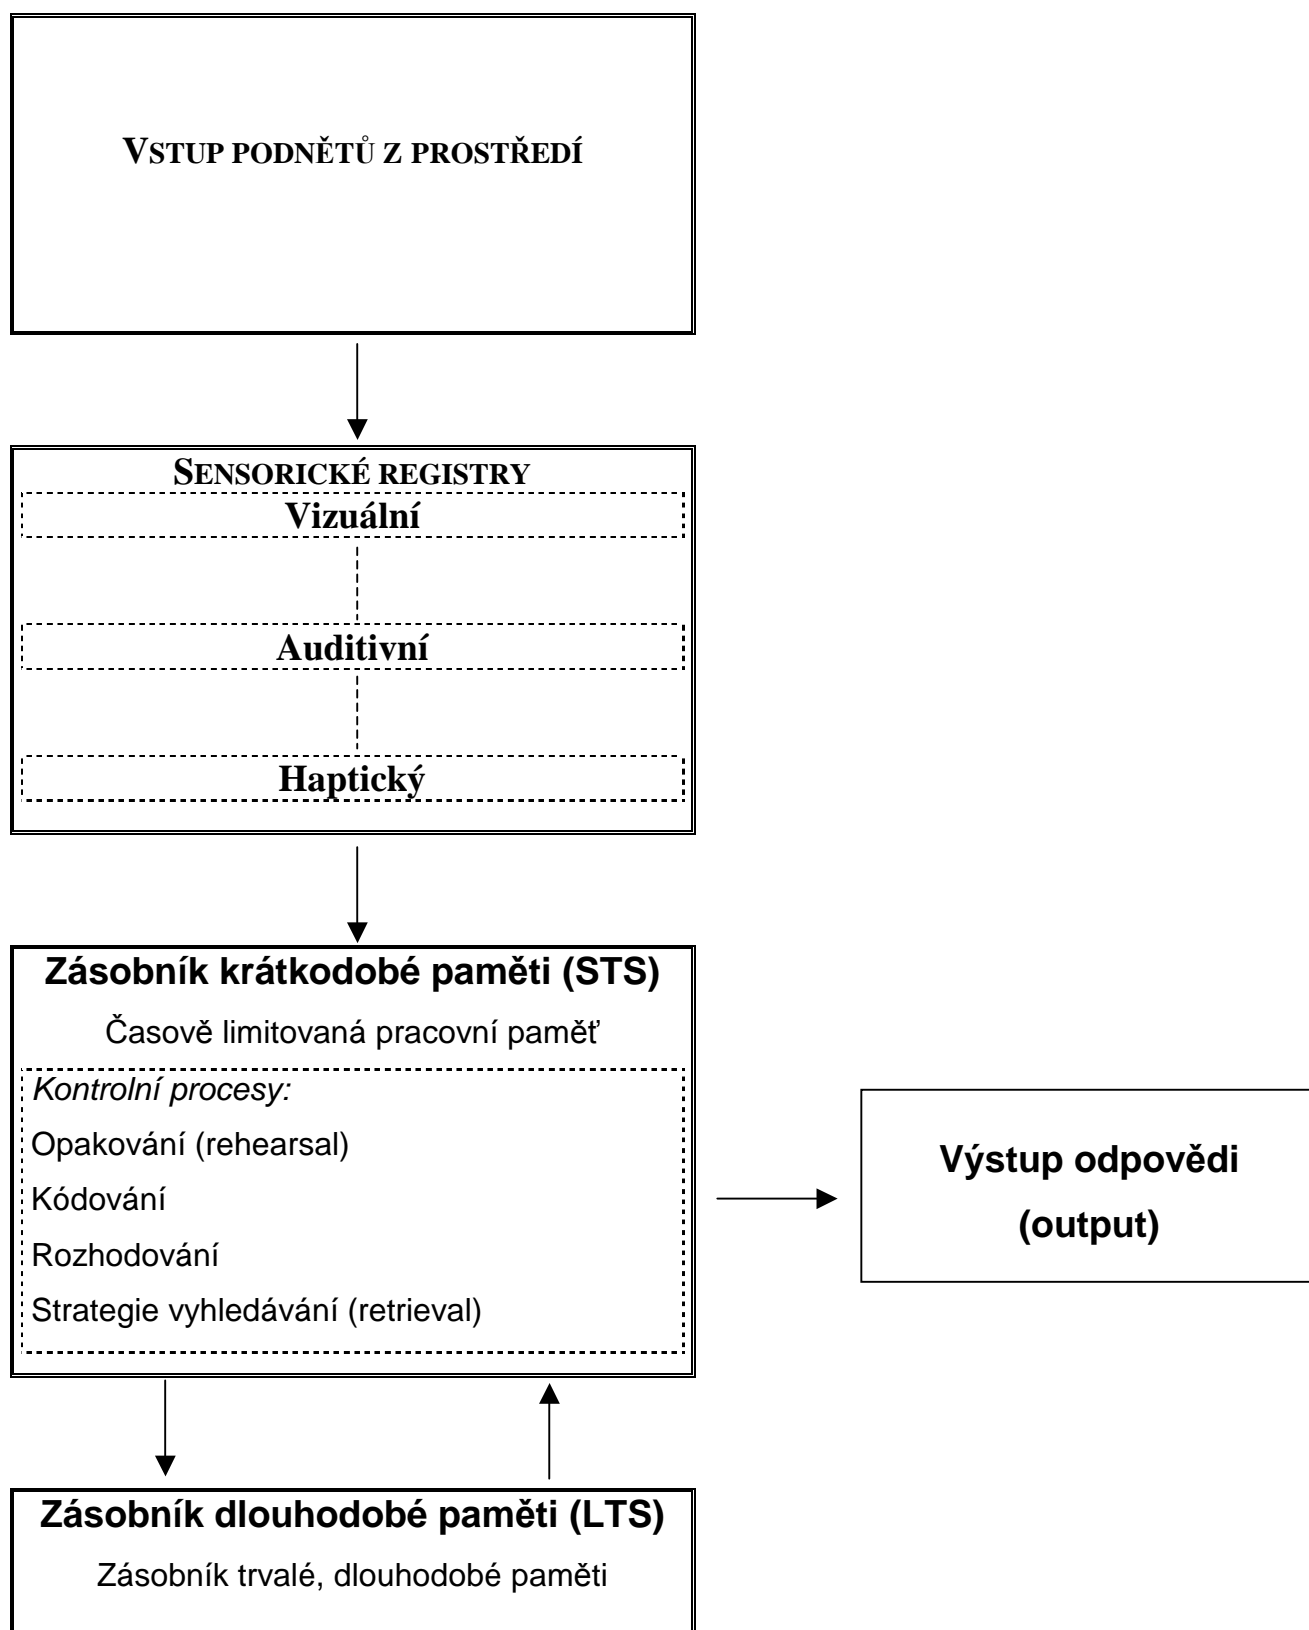 VSTUP PODNĚTŮ Z PROSTŘEDÍ
SENSORICKÉ REGISTRY
Vizuální
Auditivní
Haptický
Zásobník krátkodobé paměti (STS)
Časově limitovaná pracovní paměť
Kontrolní procesy:
Opakování (rehearsal)
Kódování
Rozhodování
Strategie vyhledávání (retrieval)
Výstup odpovědi
(output)
Zásobník dlouhodobé paměti (LTS)
Zásobník trvalé, dlouhodobé paměti